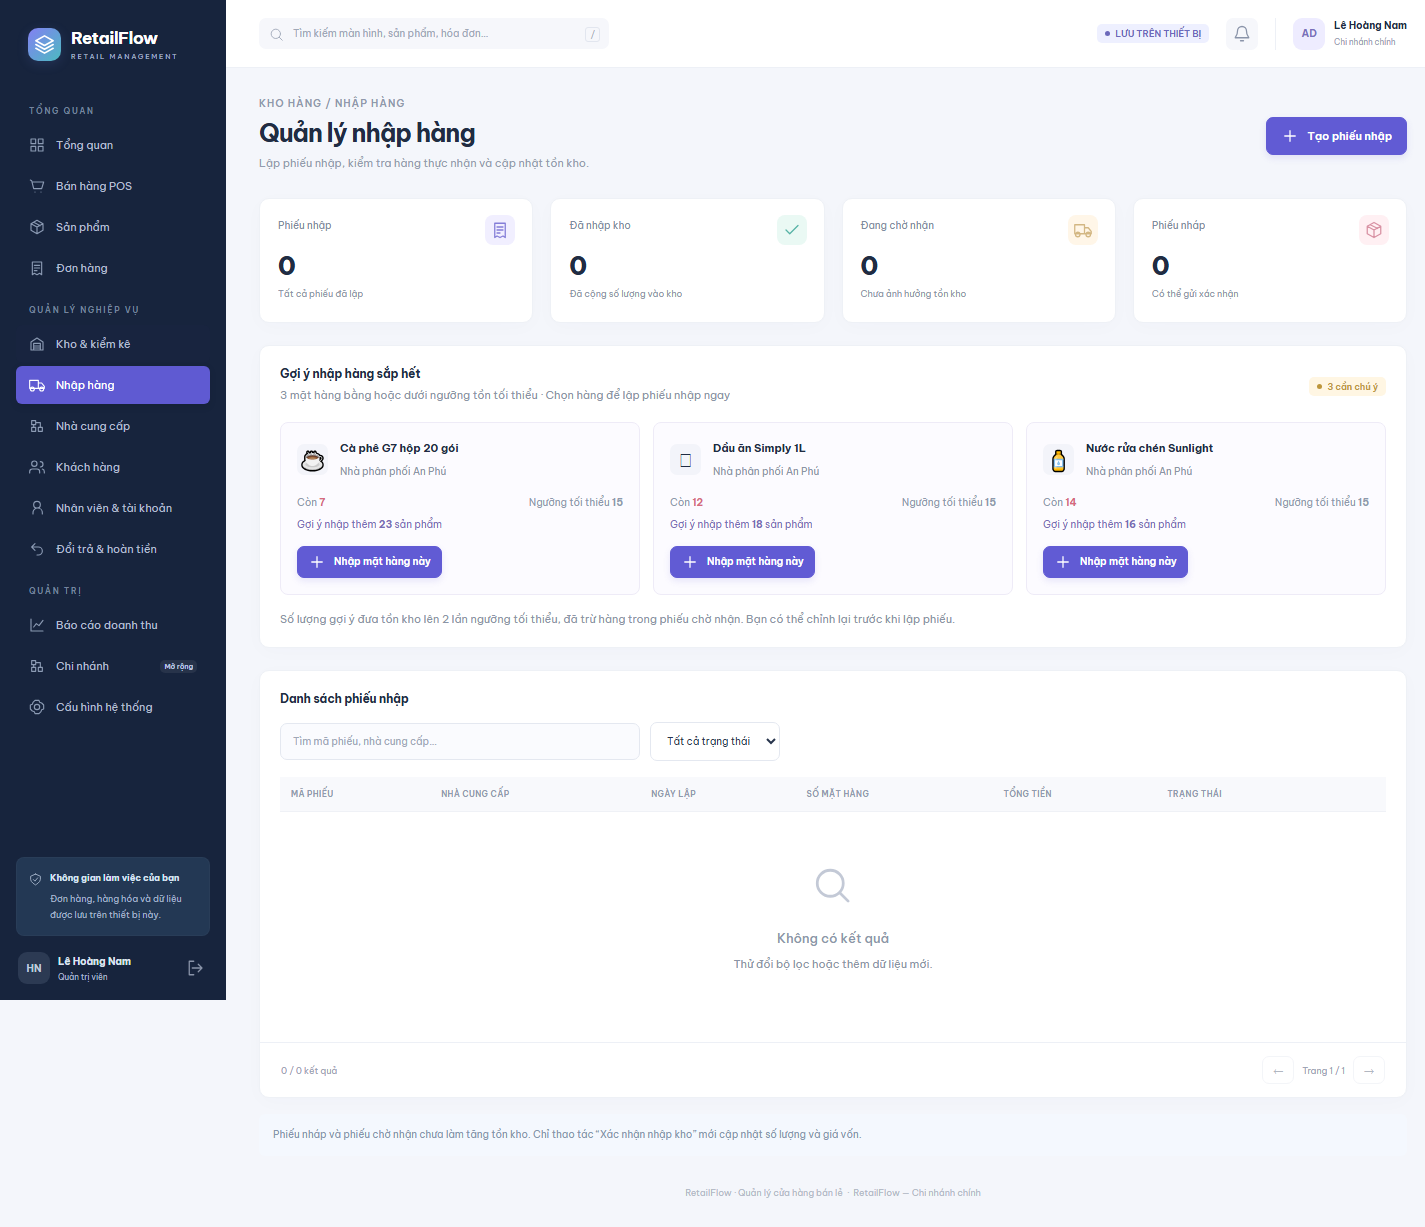 RetailFlow
RETAIL MANAGEMENT
TỔNG QUAN
Tổng quan
Bán hàng POS
Sản phẩm
Đơn hàng
QUẢN LÝ NGHIỆP VỤ
Kho & kiểm kê
Nhập hàng
Nhà cung cấp
Khách hàng
Nhân viên & tài khoản
Đổi trả & hoàn tiền
QUẢN TRỊ
Báo cáo doanh thu
Chi nhánh
Mở rộng
Cấu hình hệ thống
Không gian làm việc của bạn
Đơn hàng, hàng hóa và dữ liệu
được lưu trên thiết bị này.
HN
Lê Hoàng Nam
Quản trị viên
Tìm kiếm màn hình, sản phẩm, hóa đơn...
/
LƯU TRÊN THIẾT BỊ
AD
Lê Hoàng Nam
Chi nhánh chính
KHO HÀNG / NHẬP HÀNG
Quản lý nhập hàng
Lập phiếu nhập, kiểm tra hàng thực nhận và cập nhật tồn kho.
Tạo phiếu nhập
Phiếu nhập
0
Tất cả phiếu đã lập
Đã nhập kho
0
Đã cộng số lượng vào kho
Đang chờ nhận
0
Chưa ảnh hưởng tồn kho
Phiếu nháp
0
Có thể gửi xác nhận
Gợi ý nhập hàng sắp hết
3 mặt hàng bằng hoặc dưới ngưỡng tồn tối thiểu · Chọn hàng để lập phiếu nhập ngay
3 cần chú ý
Cà phê G7 hộp 20 gói
Nhà phân phối An Phú
Còn 7
Ngưỡng tối thiểu 15
Gợi ý nhập thêm 23 sản phẩm
Nhập mặt hàng này
Dầu ăn Simply 1L
Nhà phân phối An Phú
Còn 12
Ngưỡng tối thiểu 15
Gợi ý nhập thêm 18 sản phẩm
Nhập mặt hàng này
Nước rửa chén Sunlight
Nhà phân phối An Phú
Còn 14
Ngưỡng tối thiểu 15
Gợi ý nhập thêm 16 sản phẩm
Nhập mặt hàng này
Số lượng gợi ý đưa tồn kho lên 2 lần ngưỡng tối thiểu, đã trừ hàng trong phiếu chờ nhận. Bạn có thể chỉnh lại trước khi lập phiếu.
Danh sách phiếu nhập
Tìm mã phiếu, nhà cung cấp...
Tất cả trạng thái
MÃ PHIẾU
NHÀ CUNG CẤP
NGÀY LẬP
SỐ MẶT HÀNG
TỔNG TIỀN
TRẠNG THÁI
Không có kết quả
Thử đổi bộ lọc hoặc thêm dữ liệu mới.
0 / 0 kết quả
← Trang 1 / 1 →
Phiếu nháp và phiếu chờ nhận chưa làm tăng tồn kho. Chỉ thao tác “Xác nhận nhập kho” mới cập nhật số lượng và giá vốn.
RetailFlow · Quản lý cửa hàng bán lẻ · RetailFlow — Chi nhánh chính